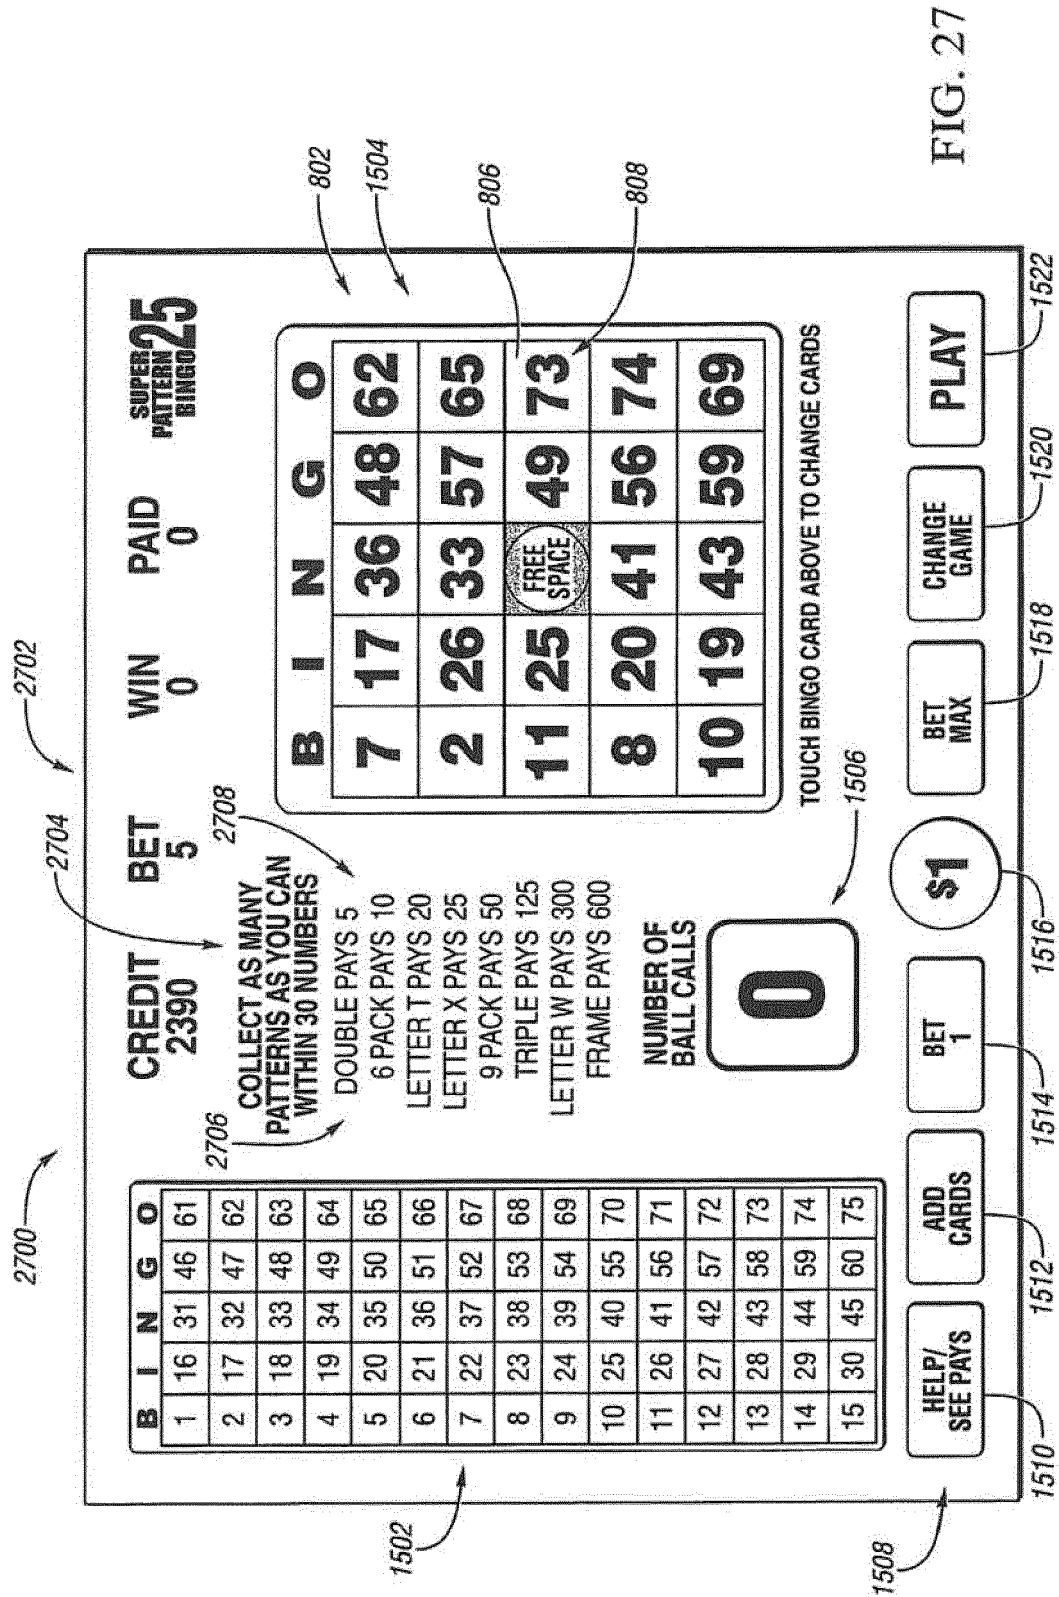 2700
2702
2704
CREDIT
2390
BET
5
WIN
0
PAID
0
SUPER
PATTERN
BINGO
25
COLLECT AS MANY
PATTERNS AS YOU CAN
WITHIN 30 NUMBERS
2706
2708
DOUBLE PAYS 5
6 PACK PAYS 10
LETTER T PAYS 20
LETTER X PAYS 25
9 PACK PAYS 50
TRIPLE PAYS 125
LETTER W PAYS 300
FRAME PAYS 600
NUMBER OF
BALL CALLS
0
1506
1502
B I N G O
1 16 31 46 61
2 17 32 47 62
3 18 33 48 63
4 19 34 49 64
5 20 35 50 65
6 21 36 51 66
7 22 37 52 67
8 23 38 53 68
9 24 39 54 69
10 25 40 55 70
11 26 41 56 71
12 27 42 57 72
13 28 43 58 73
14 29 44 59 74
15 30 45 60 75
B I N G O
7 17 36 48 62
2 26 33 57 65
11 25 FREE SPACE 49 73
8 20 41 56 74
10 19 43 59 69
TOUCH BINGO CARD ABOVE TO CHANGE CARDS
802
1504
806
808
1508
HELP/
SEE PAYS
ADD
CARDS
BET
1
$1
BET
MAX
CHANGE
GAME
PLAY
1510
1512
1514
1516
1518
1520
1522
FIG. 27